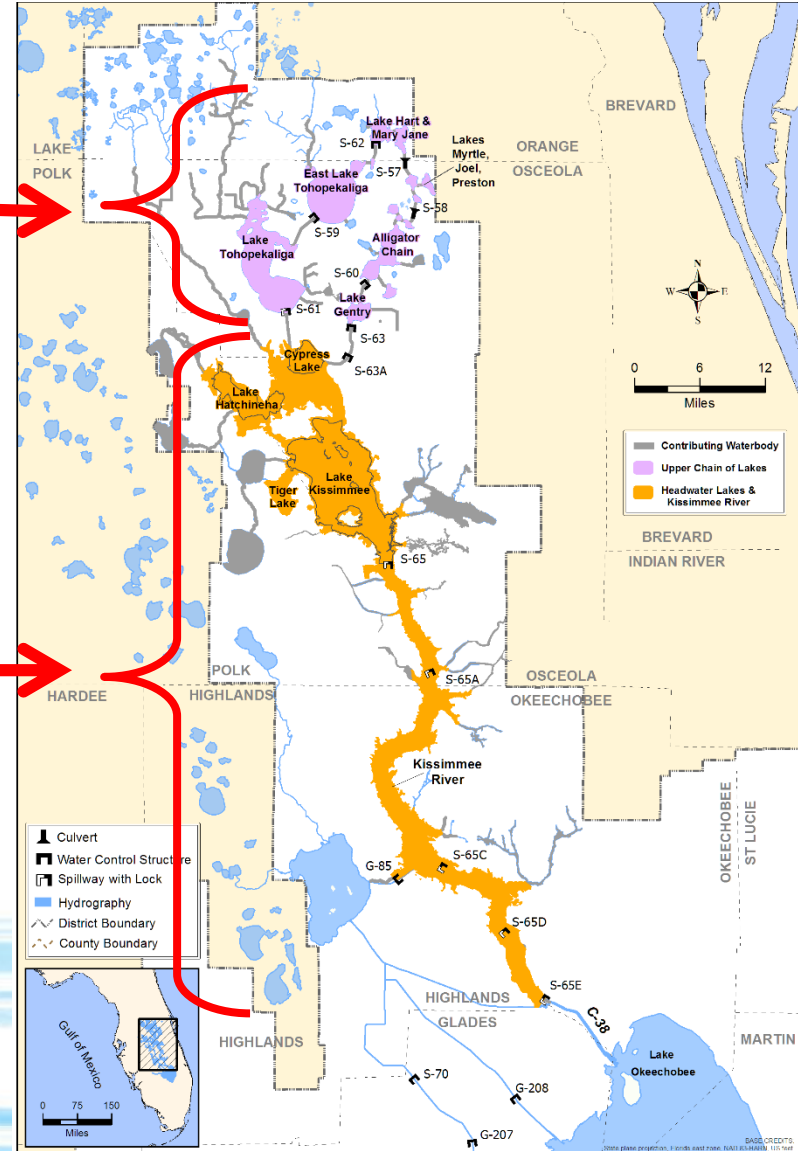 BREVARD
LAKE
POLK
ORANGE
OSCEOLA
Lake Hart &
Mary Jane
S-62
S-57
Lakes
Myrtle,
Joel,
Preston
East Lake
Tohopekaliga
S-58
S-59
Lake
Tohopekaliga
Alligator
Chain
S-60
S-61
Lake
Gentry
S-63
S-63A
N
W
E
S
0 6 12
Miles
Cypress
Lake
Lake
Hatchineha
Lake
Kissimmee
Tiger
Lake
Contributing Waterbody
Upper Chain of Lakes
Headwater Lakes &
Kissimmee River
BREVARD
INDIAN RIVER
S-65
S-65A
POLK
HIGHLANDS
HARDEE
OSCEOLA
OKEECHOBEE
Kissimmee
River
OKEECHOBEE
ST LUCIE
G-85
S-65C
S-65D
S-65E
C-38
Culvert
Water Control Structure
Spillway with Lock
Hydrography
District Boundary
County Boundary
HIGHLANDS
GLADES
HIGHLANDS
MARTIN
Lake
Okeechobee
S-70
G-208
G-207
Gulf of Mexico
0 75 150
Miles
BASE CREDITS: